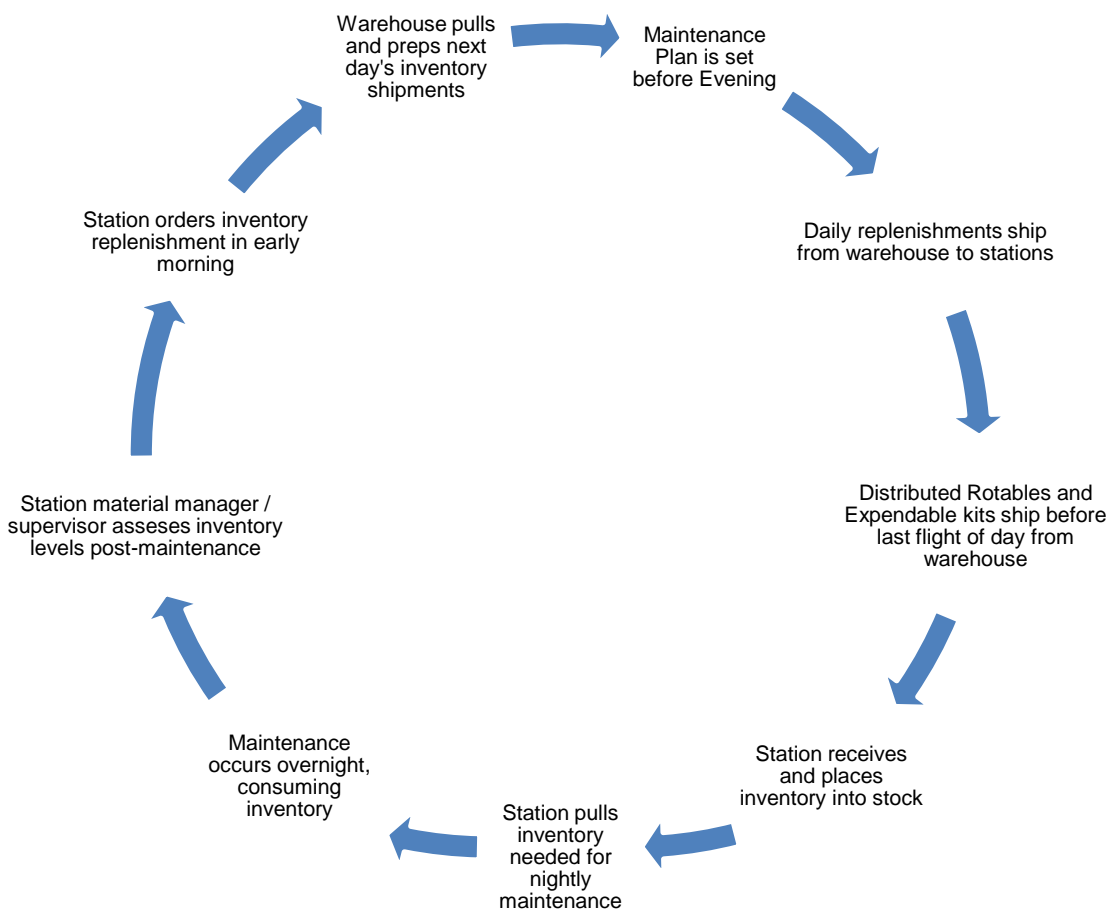 Warehouse pulls
and preps next
day's inventory
shipments
Maintenance
Plan is set
before Evening
Daily replenishments ship
from warehouse to stations
Distributed Rotables and
Expendable kits ship before
last flight of day from
warehouse
Station receives
and places
inventory into stock
Station pulls
inventory
needed for
nightly
maintenance
Maintenance
occurs overnight,
consuming
inventory
Station material manager /
supervisor asseses inventory
levels post-maintenance
Station orders inventory
replenishment in early
morning